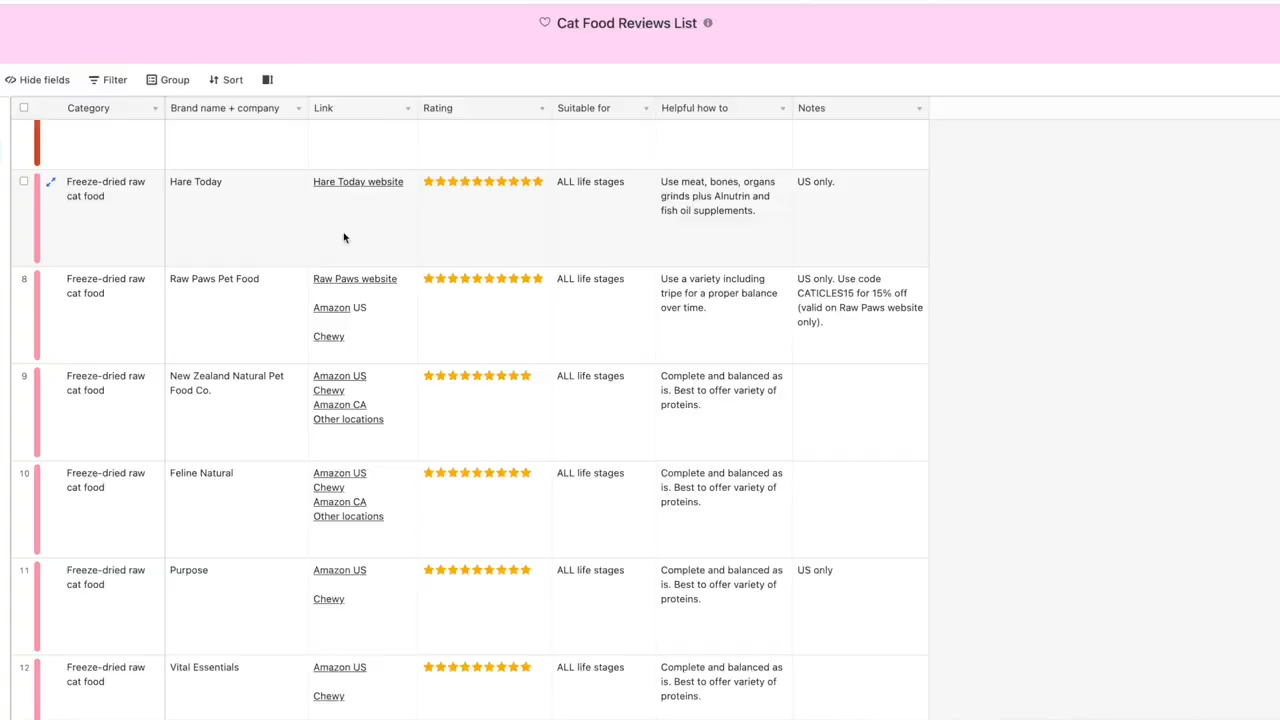 Cat Food Reviews List
Hide fields
Filter
Group
Sort
Category
Brand name + company
Link
Rating
Suitable for
Helpful how to
Notes
Freeze-dried raw
cat food
Hare Today
Hare Today website
ALL life stages
Use meat, bones, organs
grinds plus Alnutrin and
fish oil supplements.
US only.
8
Freeze-dried raw
cat food
Raw Paws Pet Food
Raw Paws website
Amazon US
Chewy
ALL life stages
Use a variety including
tripe for a proper balance
over time.
US only. Use code
CATICLES15 for 15% off
(valid on Raw Paws website
only).
9
Freeze-dried raw
cat food
New Zealand Natural Pet
Food Co.
Amazon US
Chewy
Amazon CA
Other locations
ALL life stages
Complete and balanced as
is. Best to offer variety of
proteins.
10
Freeze-dried raw
cat food
Feline Natural
Amazon US
Chewy
Amazon CA
Other locations
ALL life stages
Complete and balanced as
is. Best to offer variety of
proteins.
11
Freeze-dried raw
cat food
Purpose
Amazon US
Chewy
ALL life stages
Complete and balanced as
is. Best to offer variety of
proteins.
US only
12
Freeze-dried raw
cat food
Vital Essentials
Amazon US
Chewy
ALL life stages
Complete and balanced as
is. Best to offer variety of
proteins.